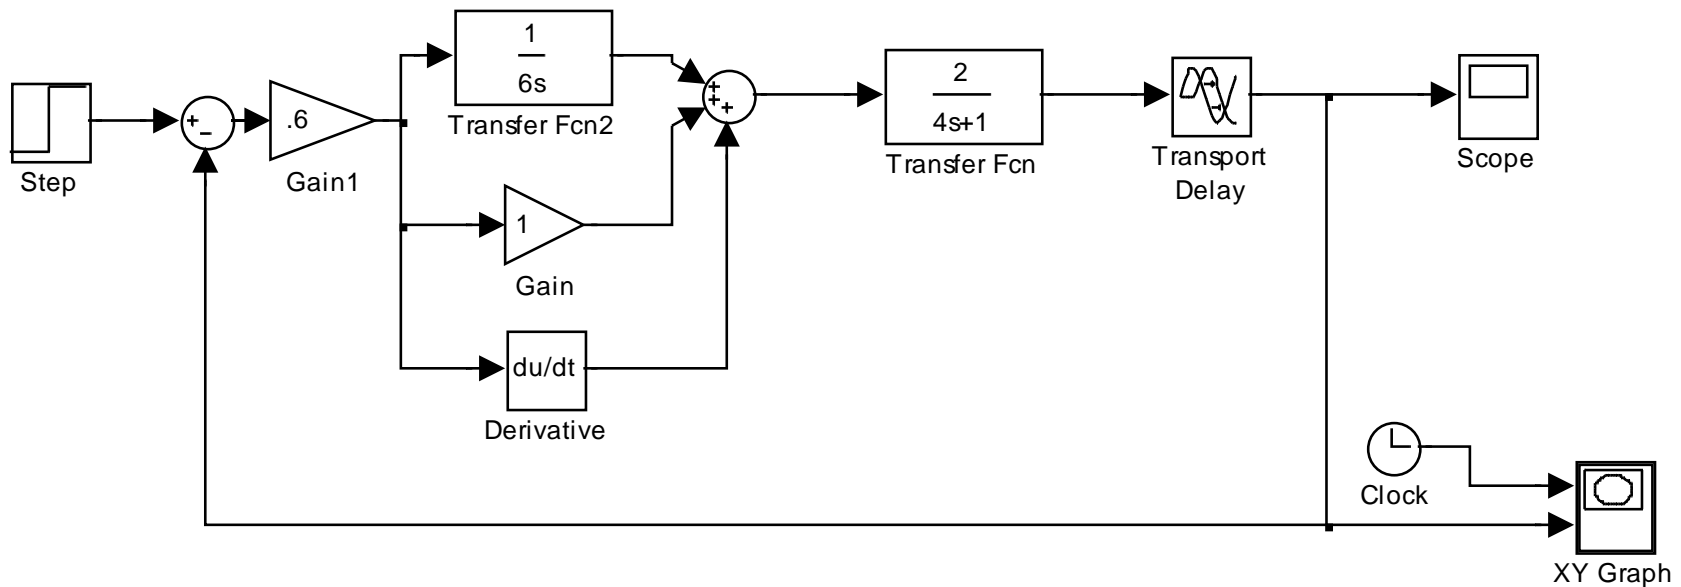 1
6s
Transfer Fcn2
+
−
.6
Step
Gain1
+
+
+
2
4s+1
Transfer Fcn
Transport
Delay
Scope
1
Gain
du/dt
Derivative
Clock
XY Graph